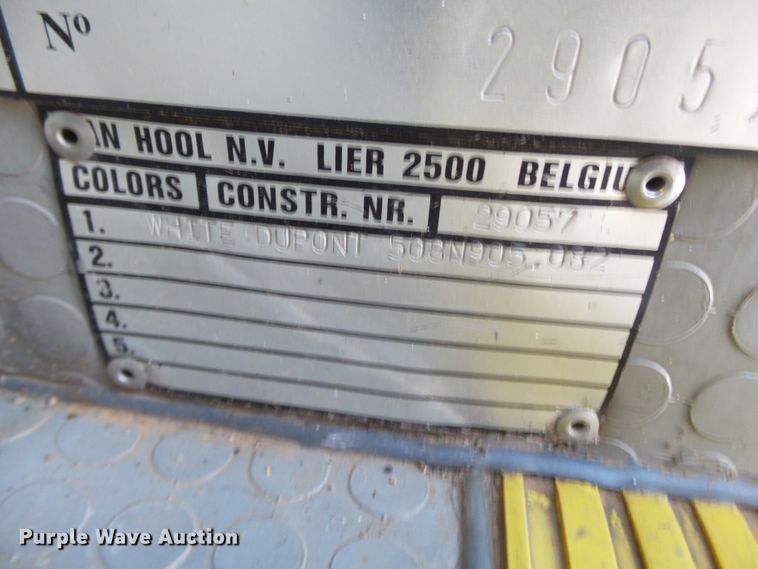 Nº 2905
AN HOOL N.V. LIER 2500 BELGIU
COLORS CONSTR. NR. 29057
1. WHITE DUPONT 508N905.082
2.
3.
4.
5.
Purple Wave Auction